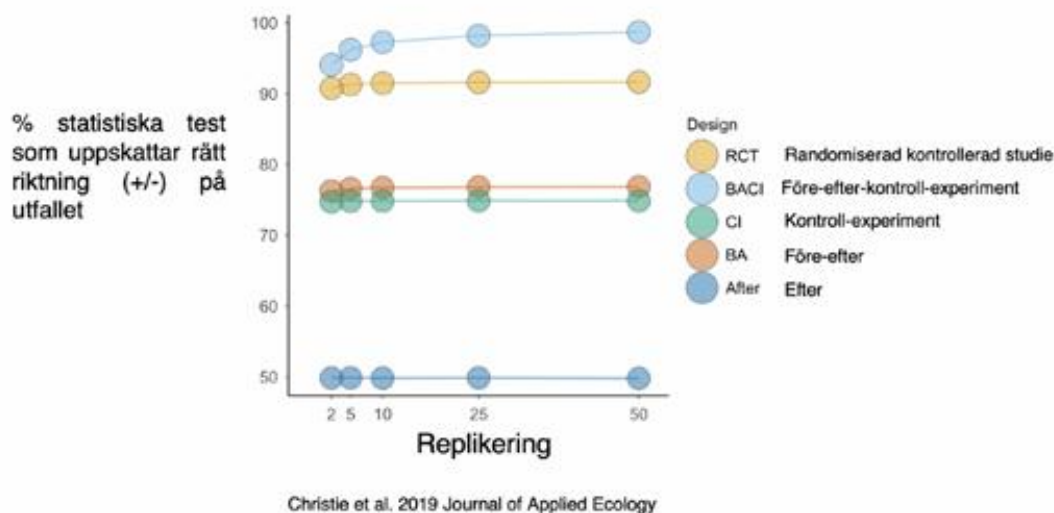 % statistiska test
som uppskattar rätt
riktning (+/-) på
utfallet
100
90
80
70
60
50
2 5 10 25 50
Replikering
Design
RCT Randomiserad kontrollerad studie
BACI Före-efter-kontroll-experiment
CI Kontroll-experiment
BA Före-efter
After Efter
Christie et al. 2019 Journal of Applied Ecology